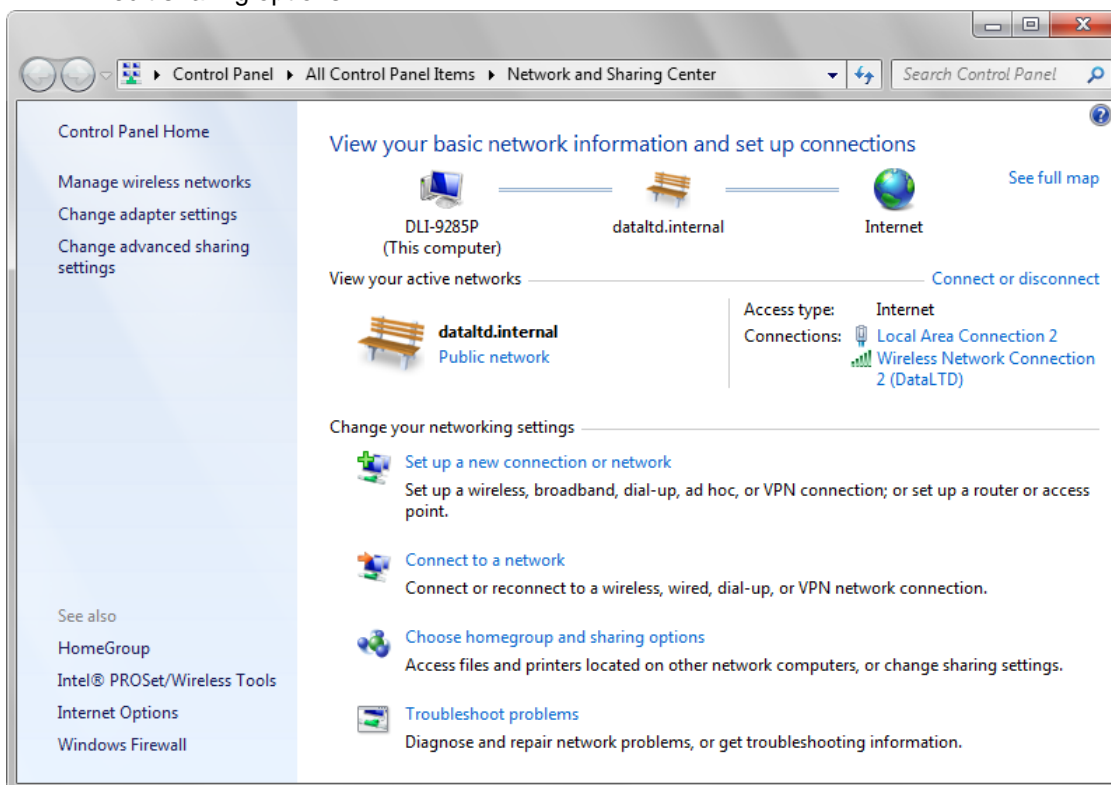 Control Panel ▸ All Control Panel Items ▸ Network and Sharing Center
Search Control Panel
Control Panel Home
Manage wireless networks
Change adapter settings
Change advanced sharing
settings
See also
HomeGroup
Intel® PROSet/Wireless Tools
Internet Options
Windows Firewall
View your basic network information and set up connections
See full map
DLI-9285P
(This computer)
dataltd.internal
Internet
View your active networks
Connect or disconnect
dataltd.internal
Public network
Access type: Internet
Connections: Local Area Connection 2
Wireless Network Connection
2 (DataLTD)
Change your networking settings
Set up a new connection or network
Set up a wireless, broadband, dial-up, ad hoc, or VPN connection; or set up a router or access
point.
Connect to a network
Connect or reconnect to a wireless, wired, dial-up, or VPN network connection.
Choose homegroup and sharing options
Access files and printers located on other network computers, or change sharing settings.
Troubleshoot problems
Diagnose and repair network problems, or get troubleshooting information.